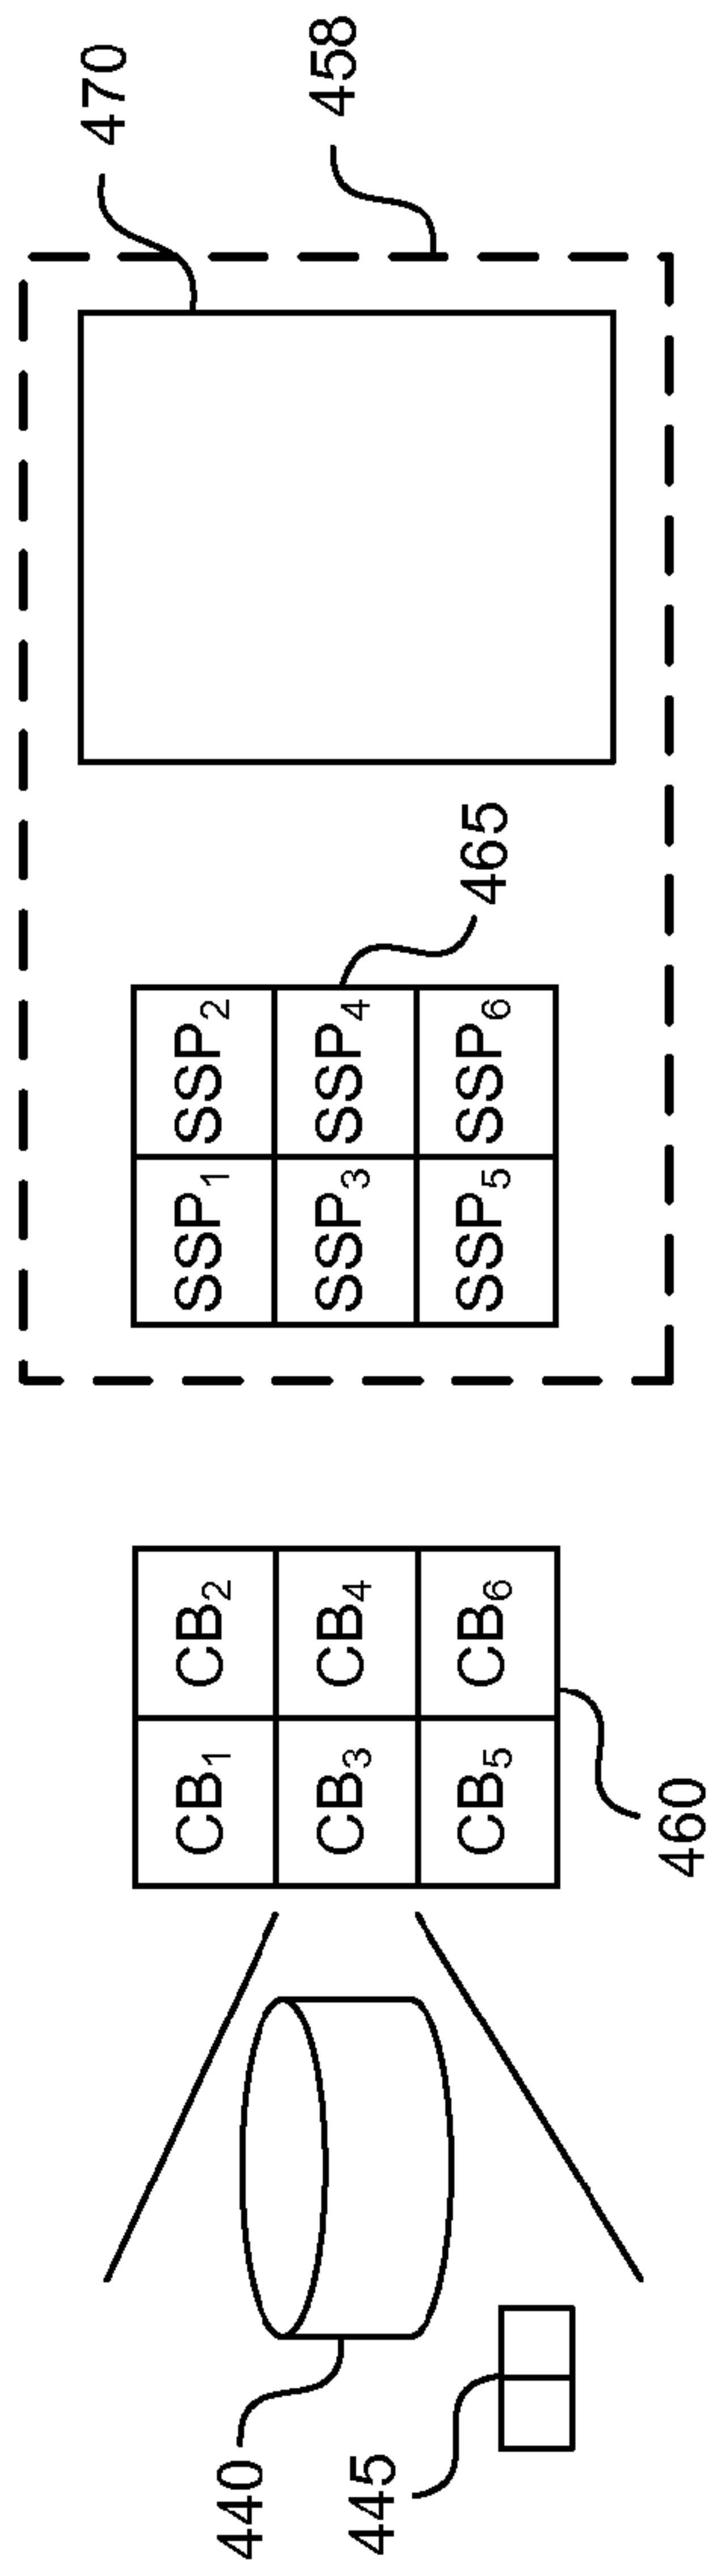 470
CB₁ CB₂ SSP₁ SSP₂
440
458
CB₃ CB₄ SSP₃ SSP₄
445
CB₅ CB₆ SSP₅ SSP₆
465
460